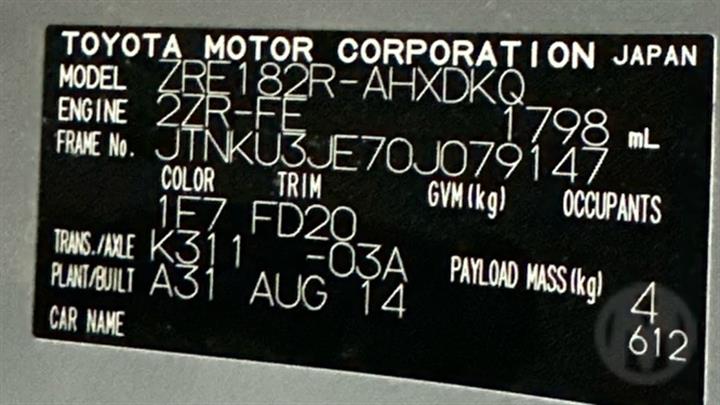 TOYOTA MOTOR CORPORATION JAPAN
MODEL ZRE182R-AHXDKQ
ENGINE 2ZR-FE 1798 mL
FRAME No. JTNKU3JE70J079147
COLOR TRIM GVM(kg) OCCUPANTS
1F7 FD20
TRANS./AXLE K311 -03A PAYLOAD MASS(kg)
PLANT/BUILT A31 AUG 14 4
CAR NAME 612